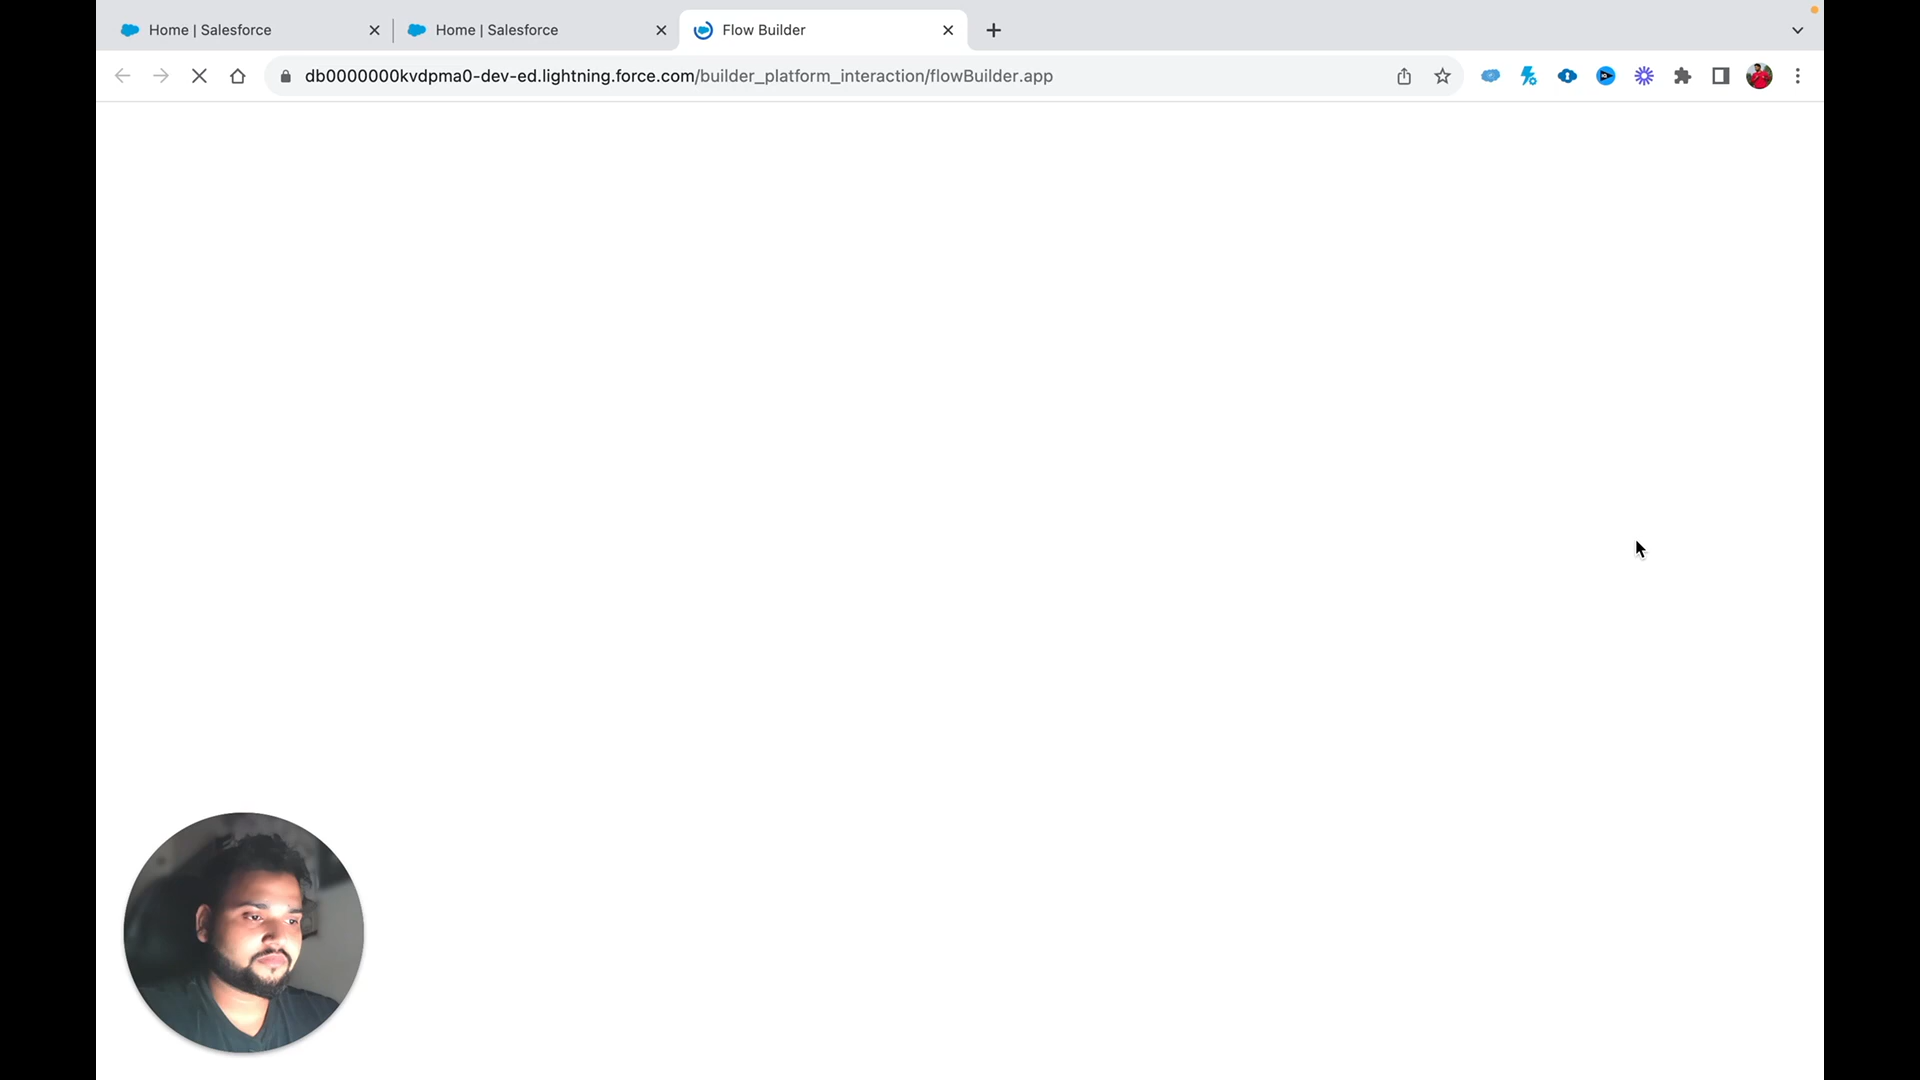 Home | Salesforce
Home | Salesforce
Flow Builder
db0000000kvdpma0-dev-ed.lightning.force.com/builder_platform_interaction/flowBuilder.app